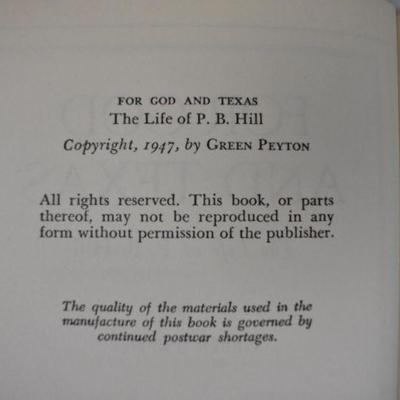 FOR GOD AND TEXAS
The Life of P. B. Hill
Copyright, 1947, by GREEN PEYTON
All rights reserved. This book, or parts
thereof, may not be reproduced in any
form without permission of the publisher.
The quality of the materials used in the
manufacture of this book is governed by
continued postwar shortages.